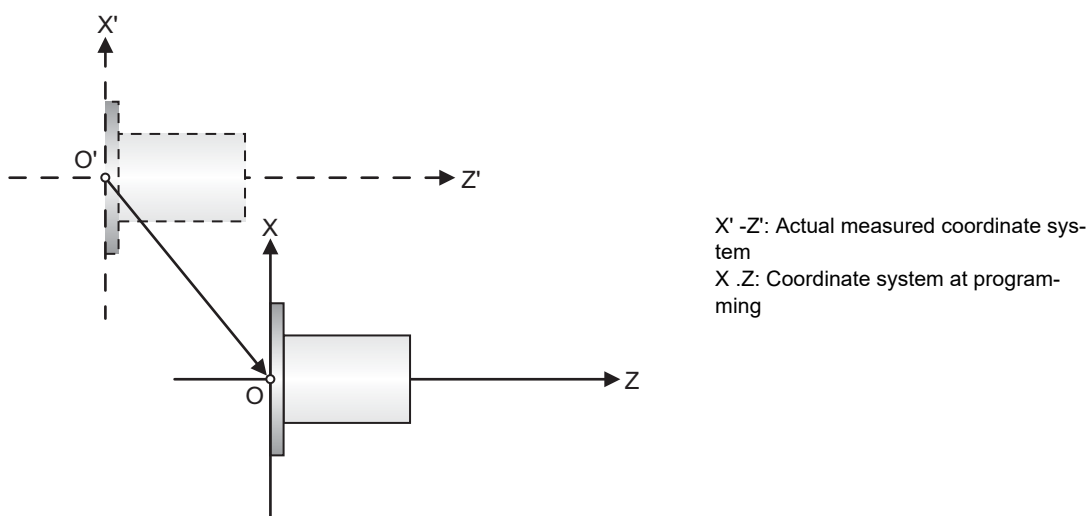 X'
O'
Z'
X
O
Z
X' -Z': Actual measured coordinate sys-
tem
X .Z: Coordinate system at program-
ming